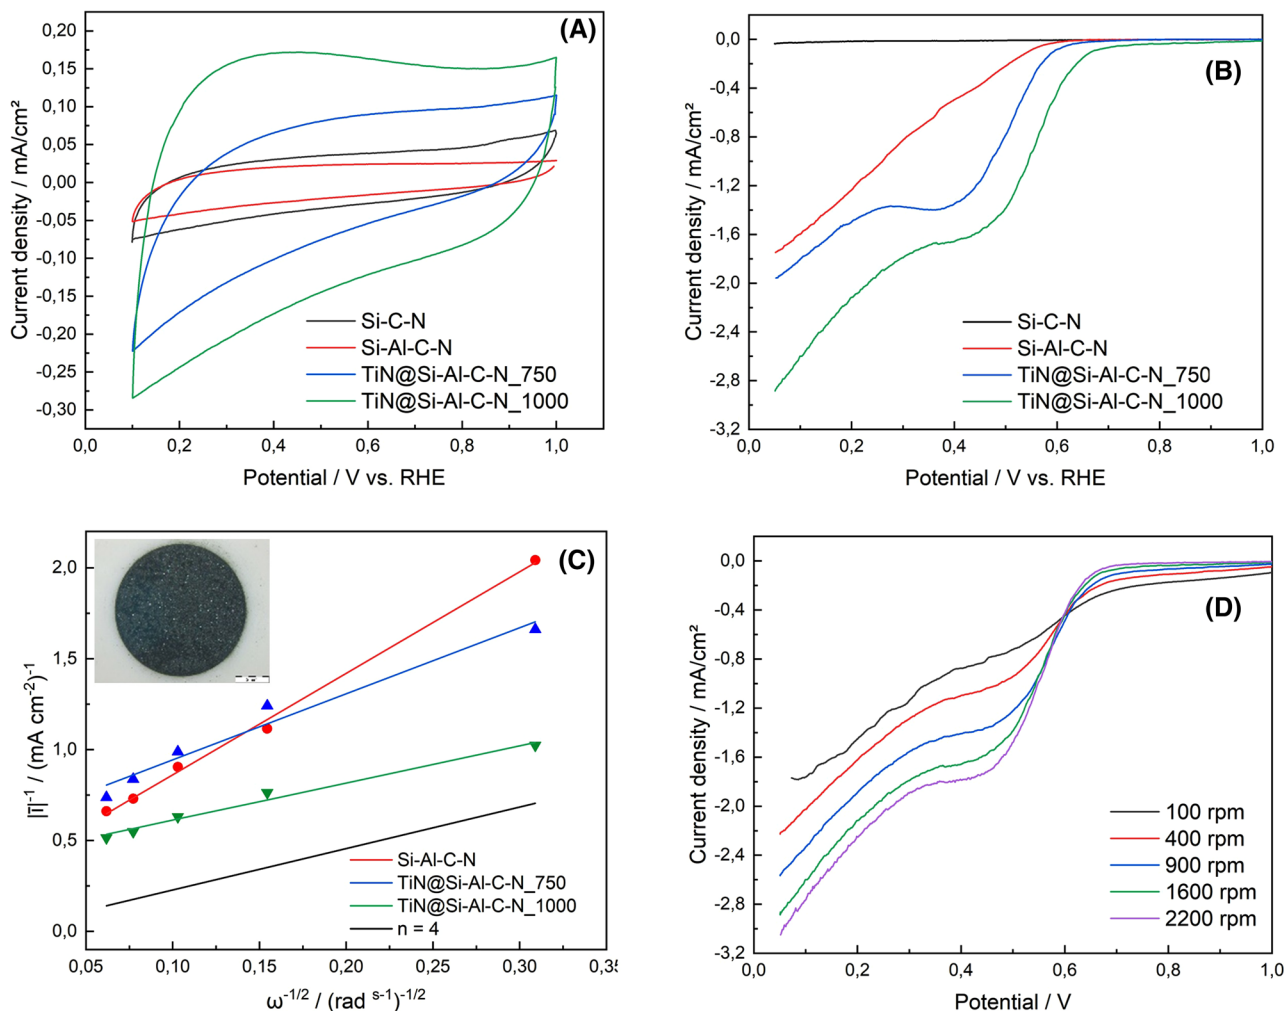 (A)
0,20
0,15
0,10
0,05
0,00
-0,05
-0,10
-0,15
-0,20
-0,25
-0,30
Current density / mA/cm²
Si-C-N
Si-Al-C-N
TiN@Si-Al-C-N_750
TiN@Si-Al-C-N_1000
0,0 0,2 0,4 0,6 0,8 1,0
Potential / V vs. RHE
(B)
0,0
-0,4
-0,8
-1,2
-1,6
-2,0
-2,4
-2,8
-3,2
Current density / mA/cm²
Si-C-N
Si-Al-C-N
TiN@Si-Al-C-N_750
TiN@Si-Al-C-N_1000
0,0 0,2 0,4 0,6 0,8 1,0
Potential / V vs. RHE
(C)
2,0
1,5
1,0
0,5
0,0
|i̅|⁻¹ / (mA cm⁻²)⁻¹
Si-Al-C-N
TiN@Si-Al-C-N_750
TiN@Si-Al-C-N_1000
n = 4
0,05 0,10 0,15 0,20 0,25 0,30 0,35
ω⁻¹/² / (rad ˢ⁻¹)⁻¹/²
(D)
0,0
-0,4
-0,8
-1,2
-1,6
-2,0
-2,4
-2,8
-3,2
Current density / mA/cm²
100 rpm
400 rpm
900 rpm
1600 rpm
2200 rpm
0,0 0,2 0,4 0,6 0,8 1,0
Potential / V